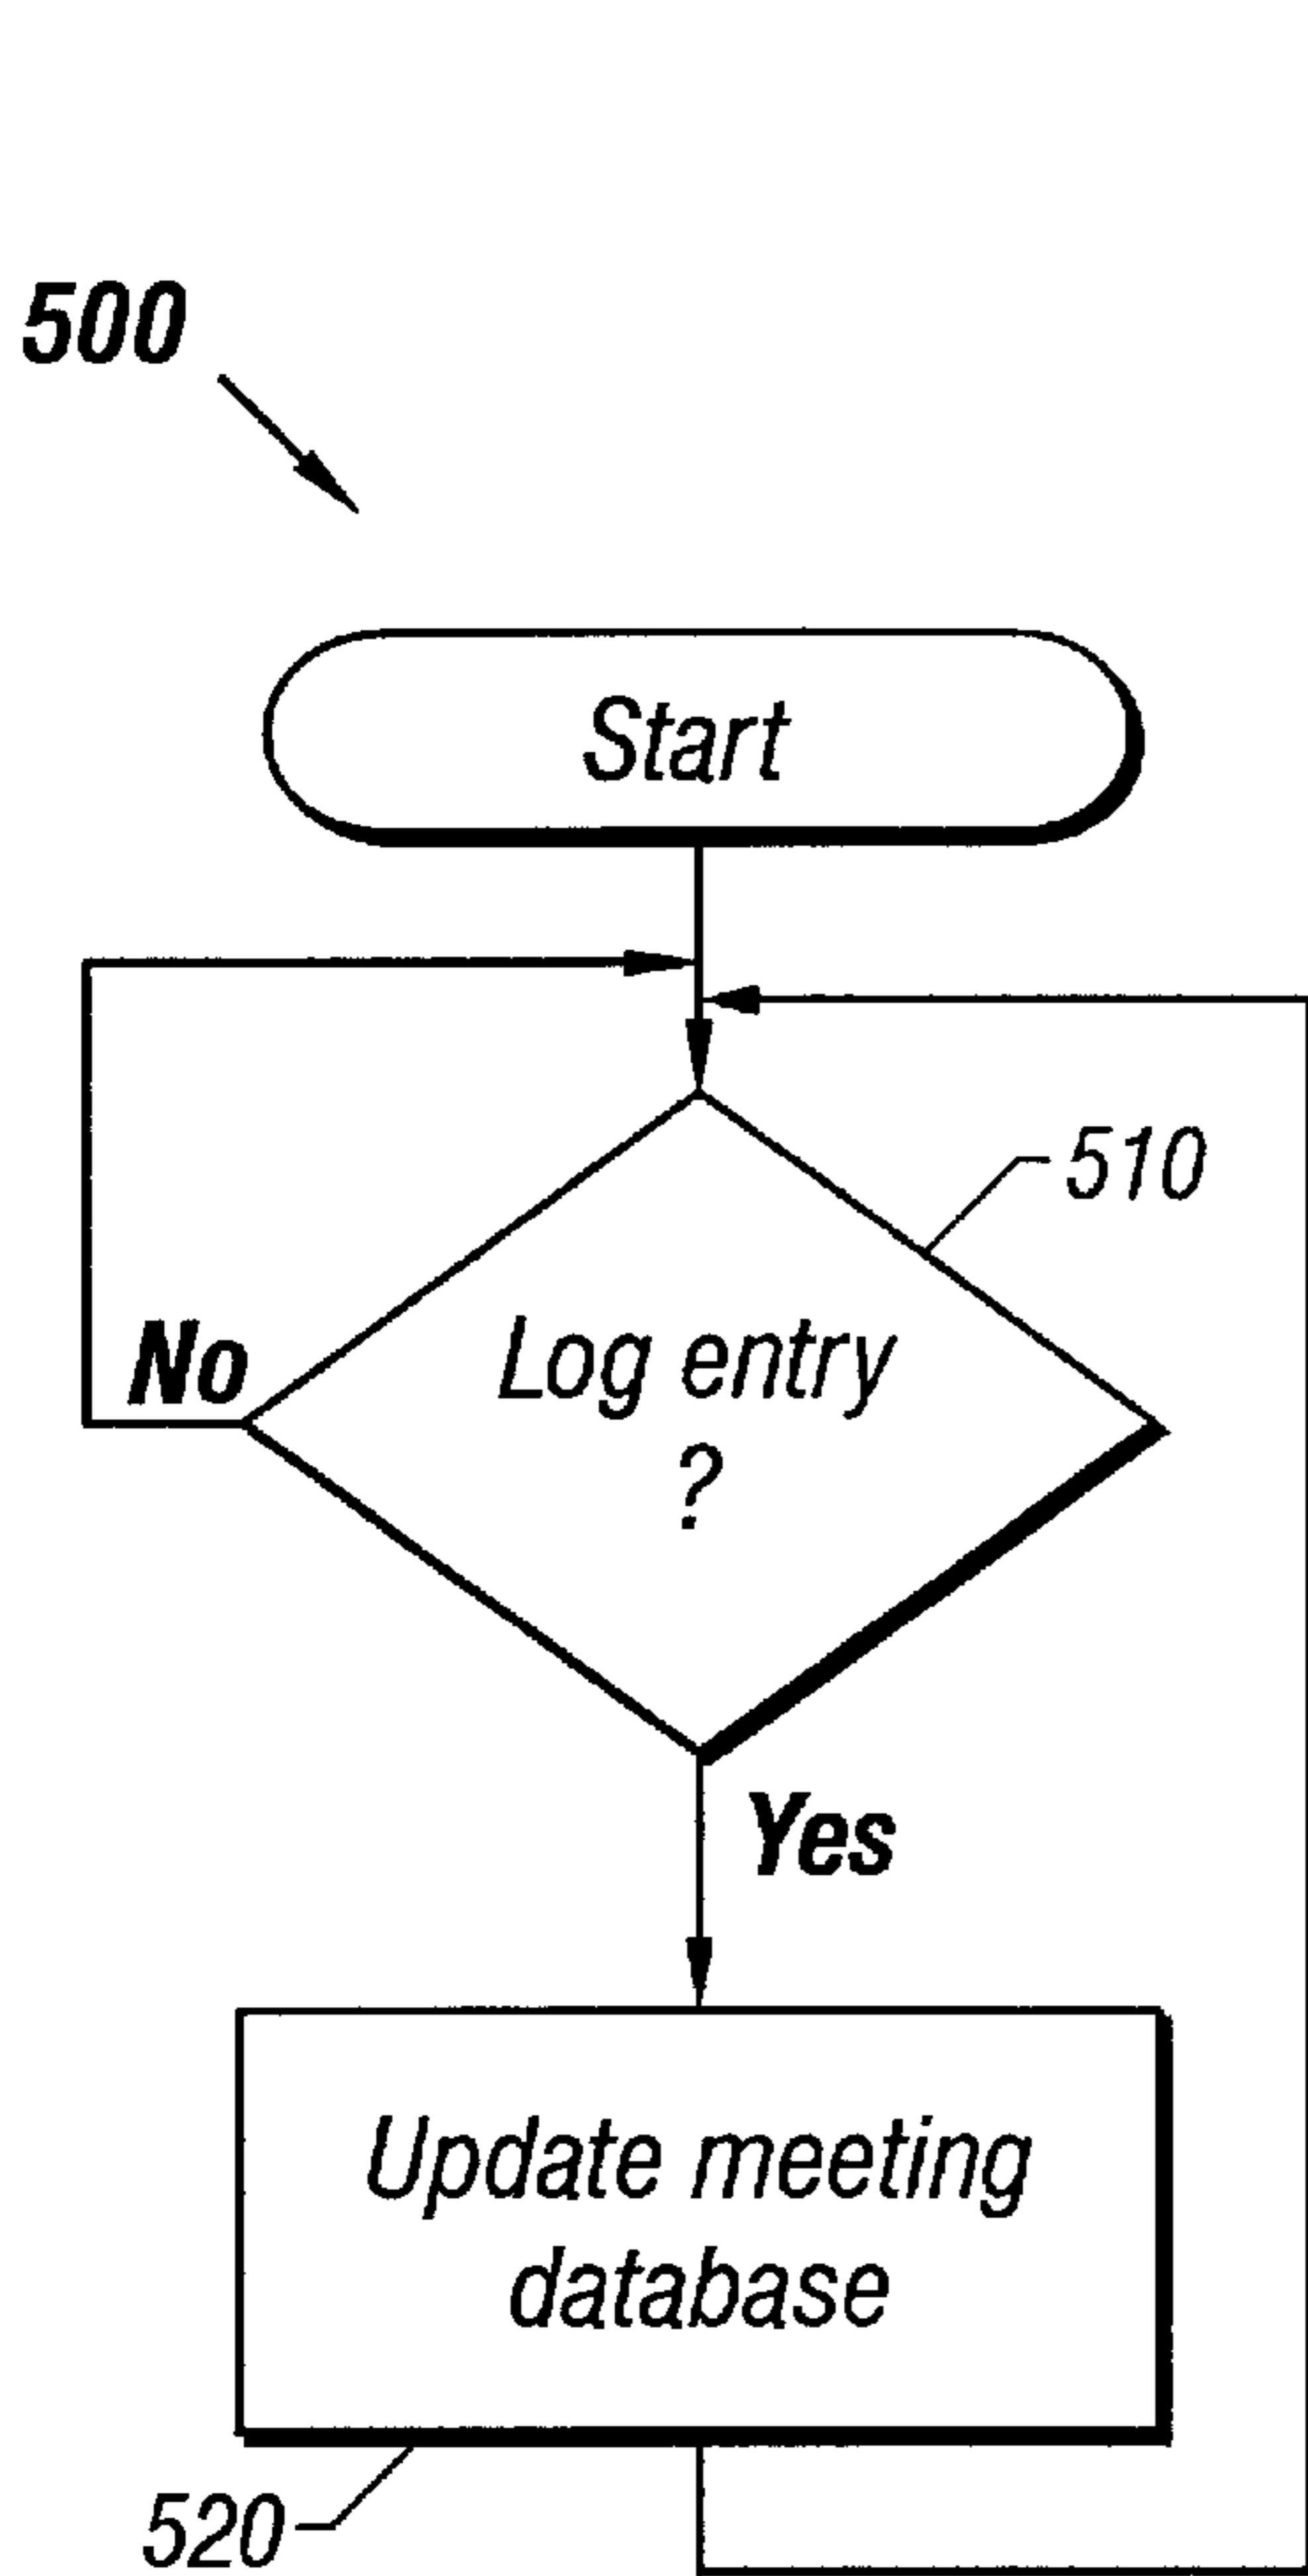 500
Start
510
No
Log entry
?
Yes
Update meeting
database
520